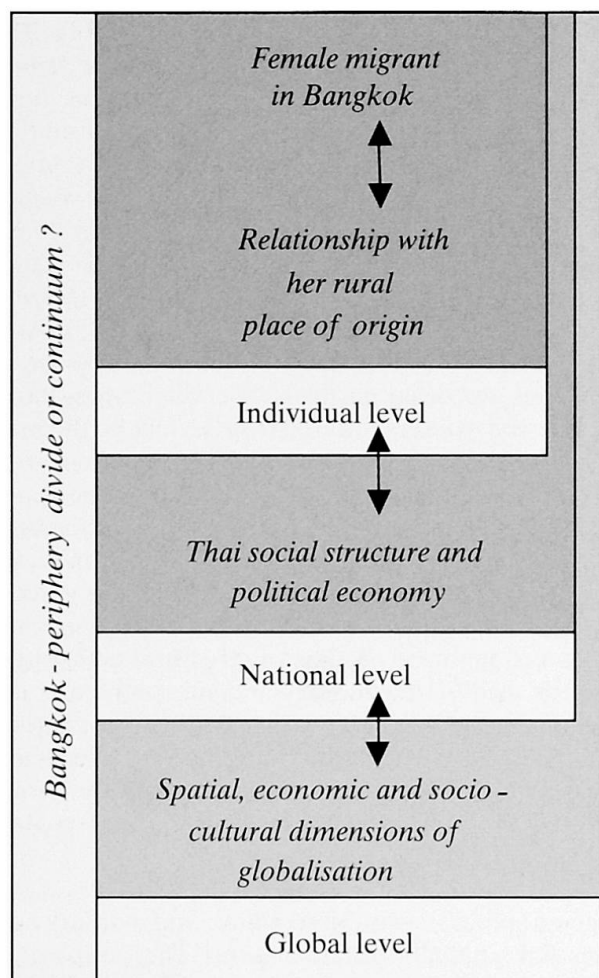 Bangkok - periphery divide or continuum ?
Female migrant
in Bangkok
Relationship with
her rural
place of origin
Individual level
Thai social structure and
political economy
National level
Spatial, economic and socio -
cultural dimensions of
globalisation
Global level